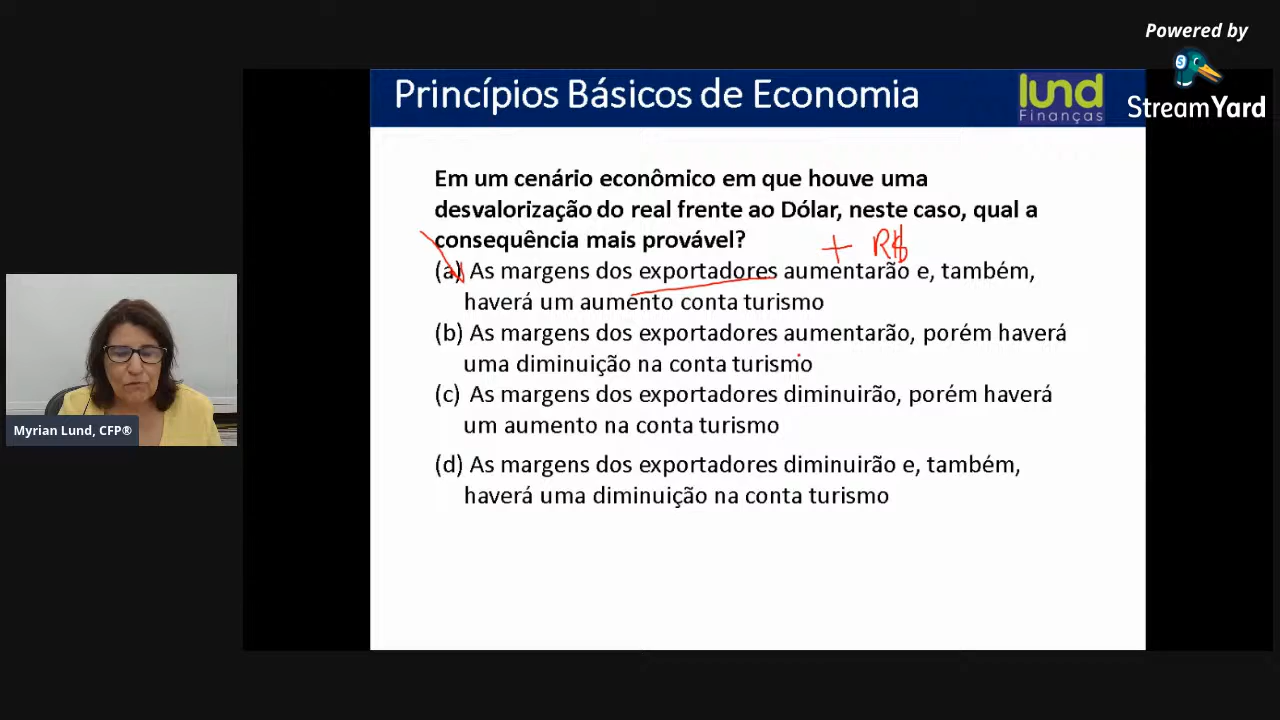 Powered by
StreamYard
Princípios Básicos de Economia
lund
Finanças
Em um cenário econômico em que houve uma
desvalorização do real frente ao Dólar, neste caso, qual a
consequência mais provável?
+ R$
(a) As margens dos exportadores aumentarão e, também,
haverá um aumento conta turismo
(b) As margens dos exportadores aumentarão, porém haverá
uma diminuição na conta turismo
(c) As margens dos exportadores diminuirão, porém haverá
um aumento na conta turismo
(d) As margens dos exportadores diminuirão e, também,
haverá uma diminuição na conta turismo
Myrian Lund, CFP®